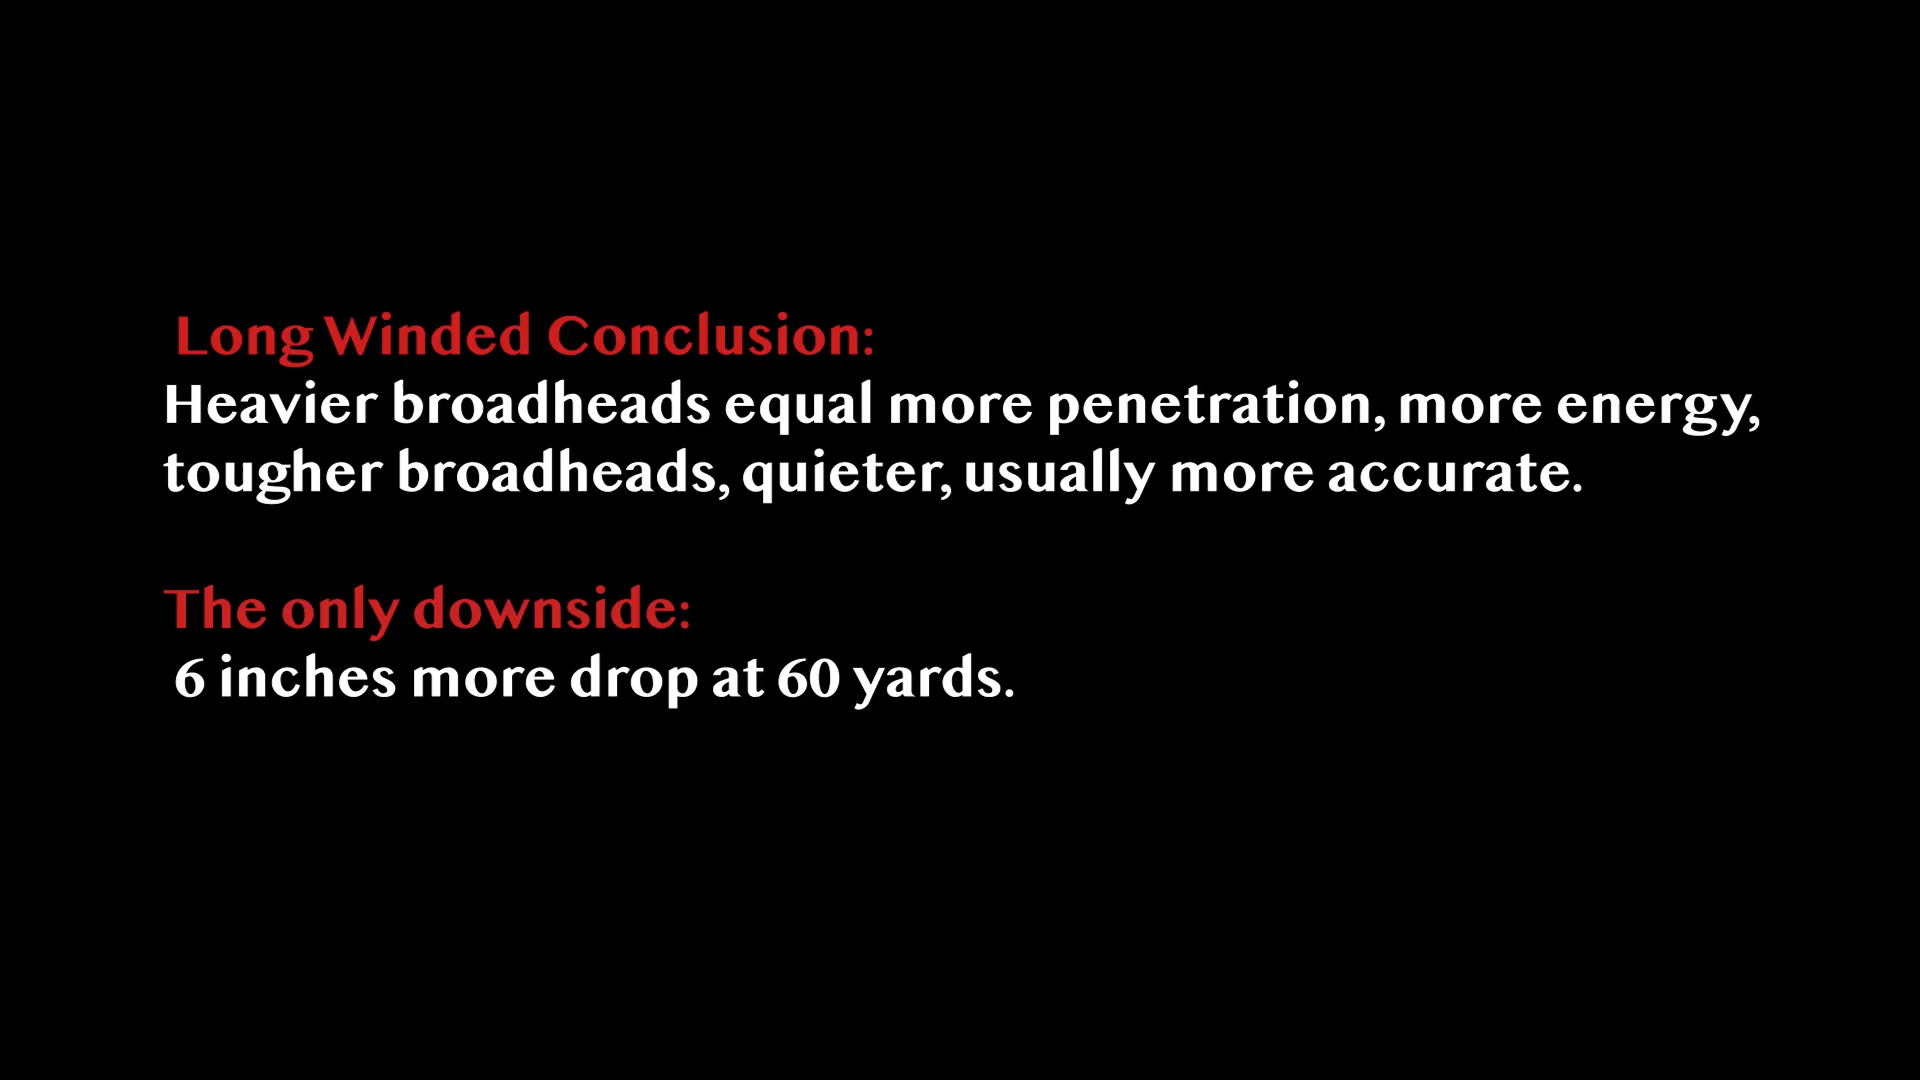 Long Winded Conclusion:
Heavier broadheads equal more penetration, more energy,
tougher broadheads, quieter, usually more accurate.
The only downside:
6 inches more drop at 60 yards.